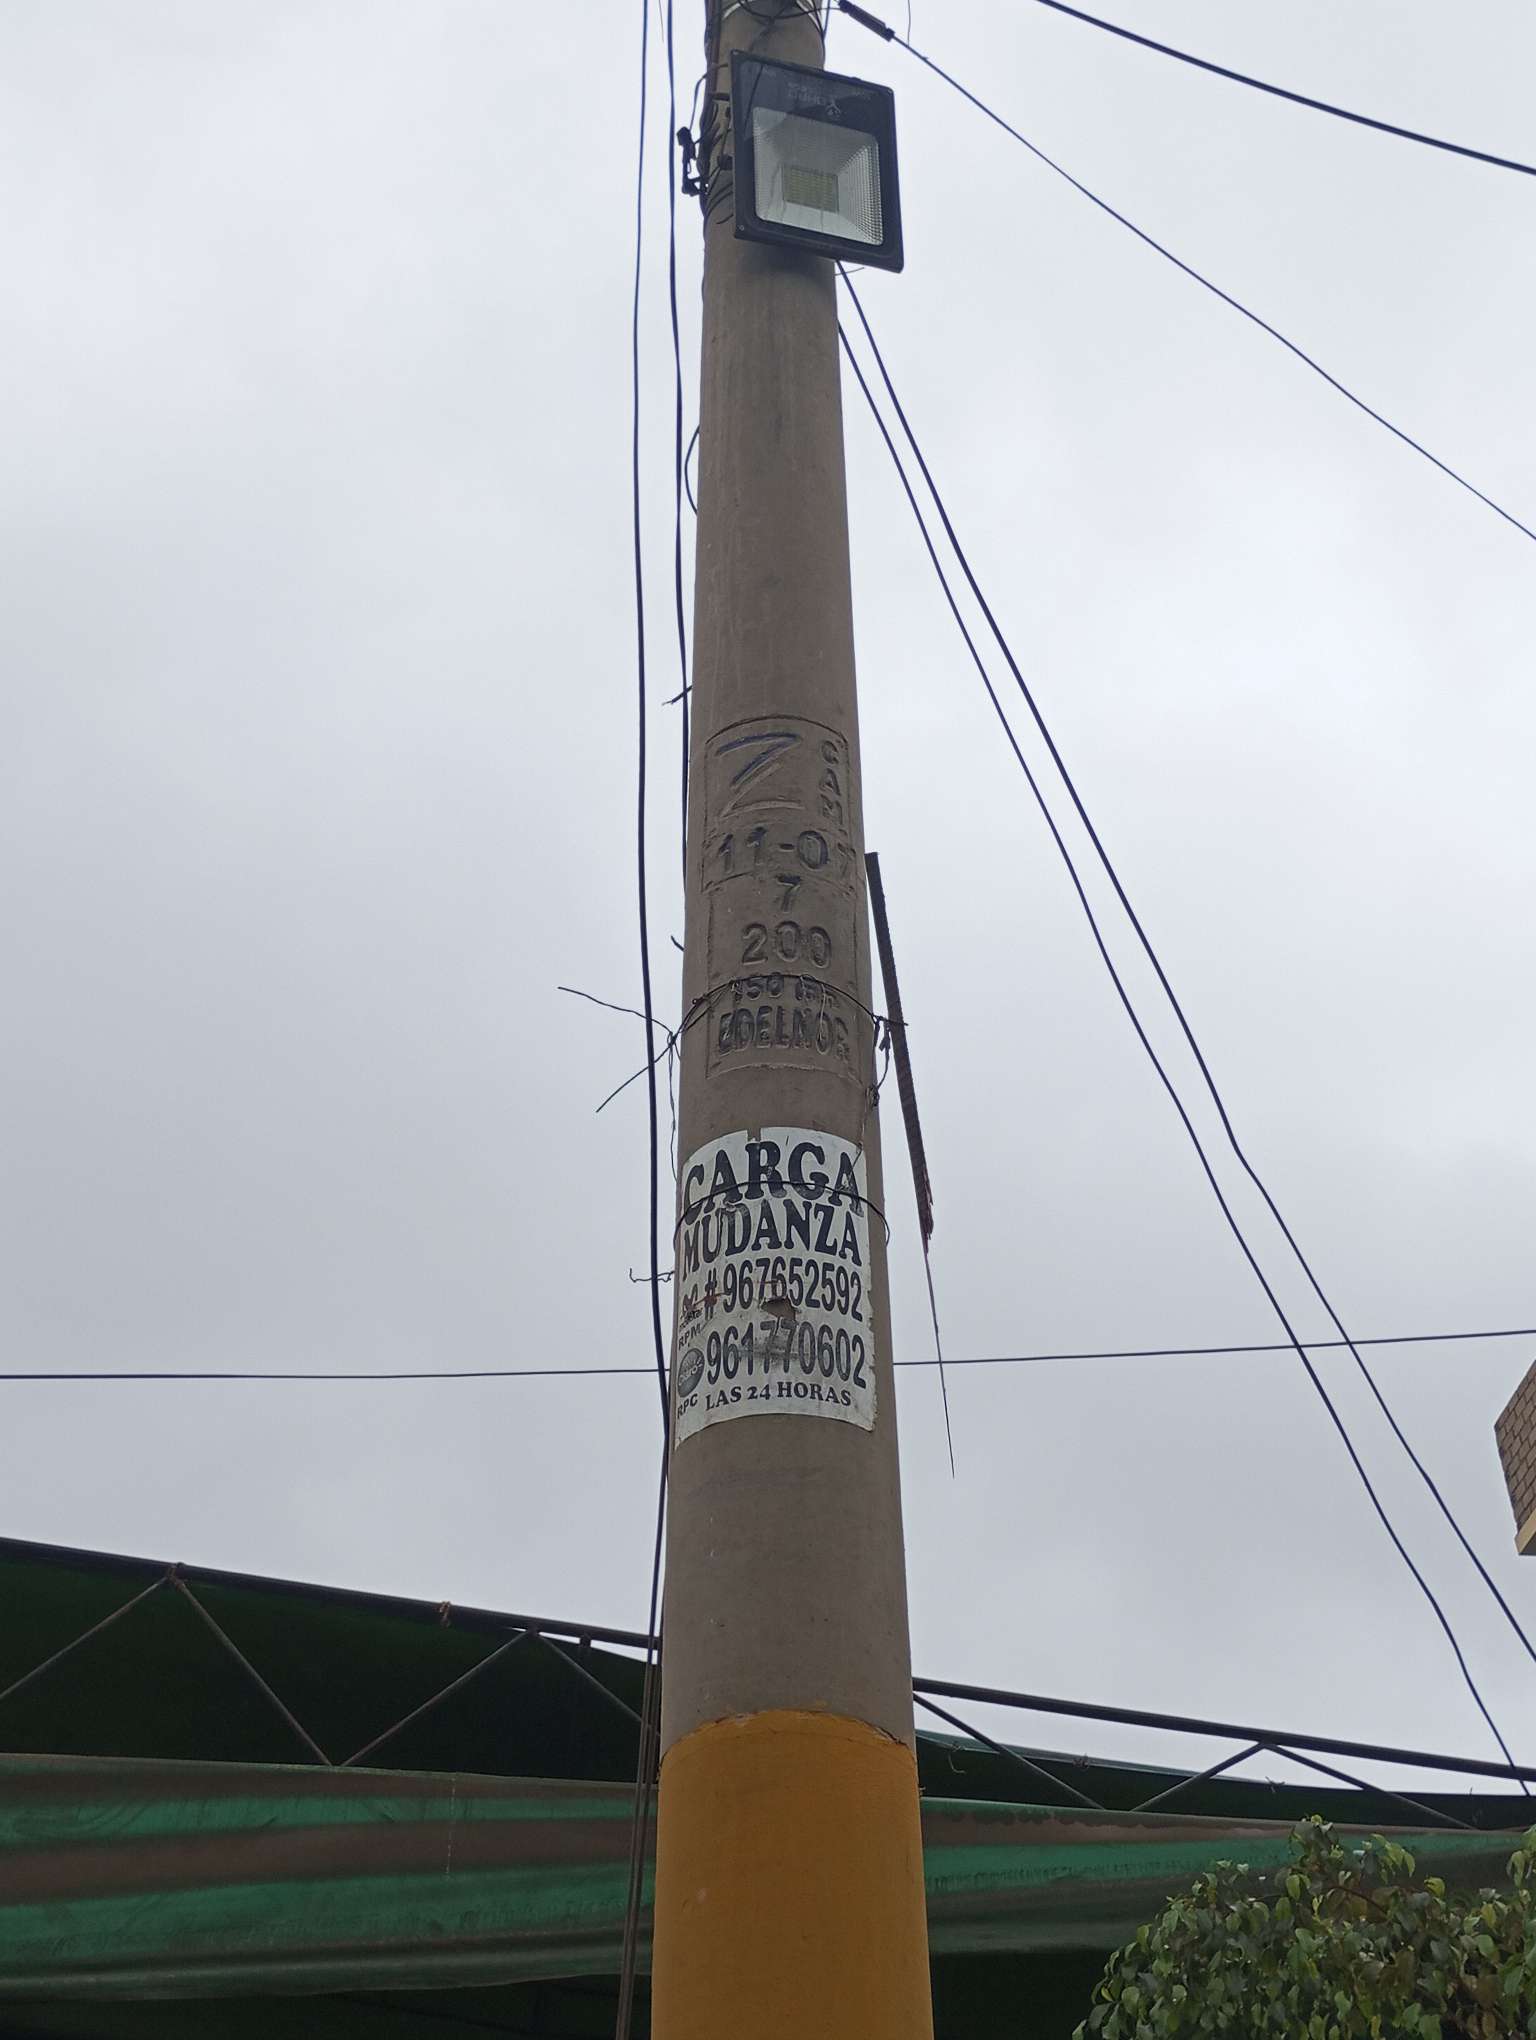 Z
CAM
11-07
7
200
EDELNOR
CARGA
MUDANZA
# 967652592
RPM
961770602
RPC LAS 24 HORAS